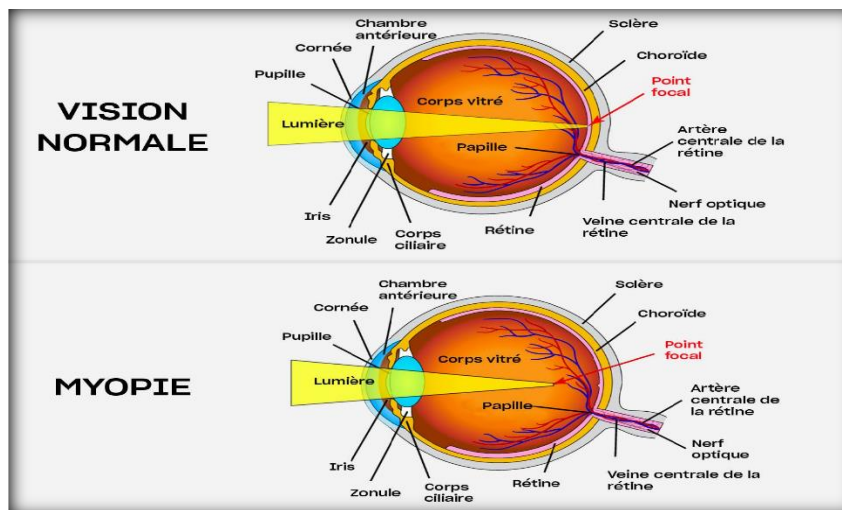 VISION
NORMALE
Chambre
antérieure
Cornée
Pupille
Lumière
Corps vitré
Sclère
Choroïde
Point
focal
Papille
Artère
centrale de la
rétine
Nerf optique
Veine centrale de la
rétine
Rétine
Corps
ciliaire
Zonule
Iris
MYOPIE
Chambre
antérieure
Cornée
Pupille
Lumière
Corps vitré
Sclère
Choroïde
Point
focal
Papille
Artère
centrale de
la rétine
Nerf
optique
Veine centrale de la
rétine
Rétine
Corps
ciliaire
Zonule
Iris